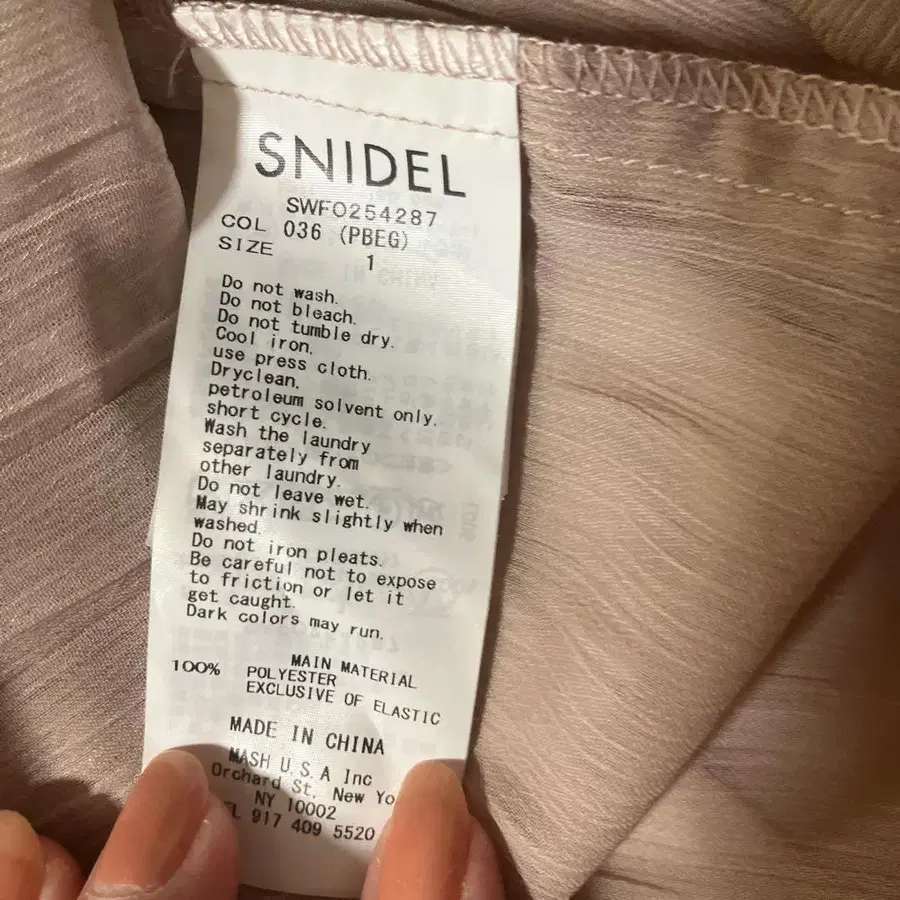 SNIDEL
SWFO254287
COL 036 (PBEG)
SIZE 1
Do not wash.
Do not bleach.
Do not tumble dry.
Cool iron.
use press cloth.
Dryclean,
petroleum solvent only,
short cycle.
Wash the laundry
separately from
other laundry.
Do not leave wet.
May shrink slightly when
washed.
Do not iron pleats.
Be careful not to expose
to friction or let it
get caught.
Dark colors may run.
MAIN MATERIAL
100% POLYESTER
EXCLUSIVE OF ELASTIC
MADE IN CHINA
MASH U.S.A Inc
Orchard St. New
NY 10002
917 409 5520